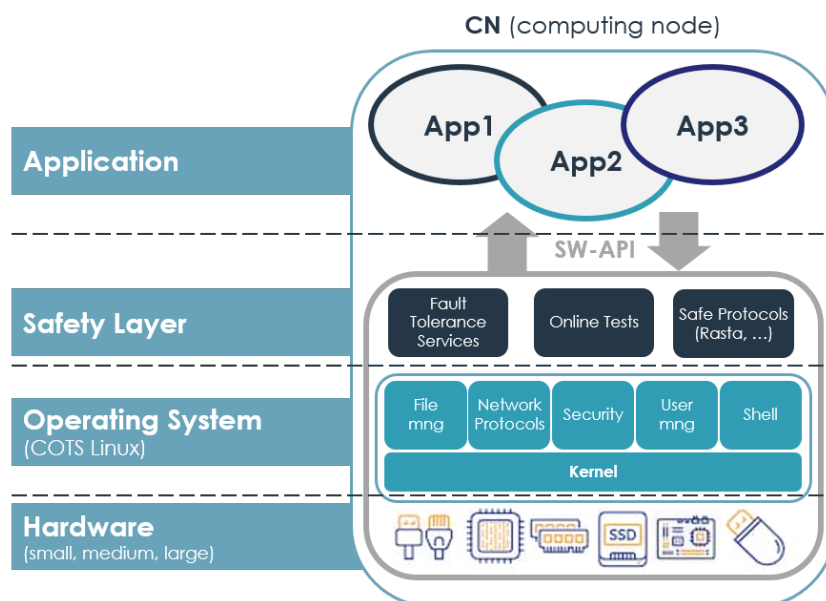 CN (computing node)
App1
App2
App3
Application
SW-API
Safety Layer
Fault
Tolerance
Services
Online Tests
Safe Protocols
(Rasta, ...)
Operating System
(COTS Linux)
File
mng
Network
Protocols
Security
User
mng
Shell
Kernel
Hardware
(small, medium, large)
SSD